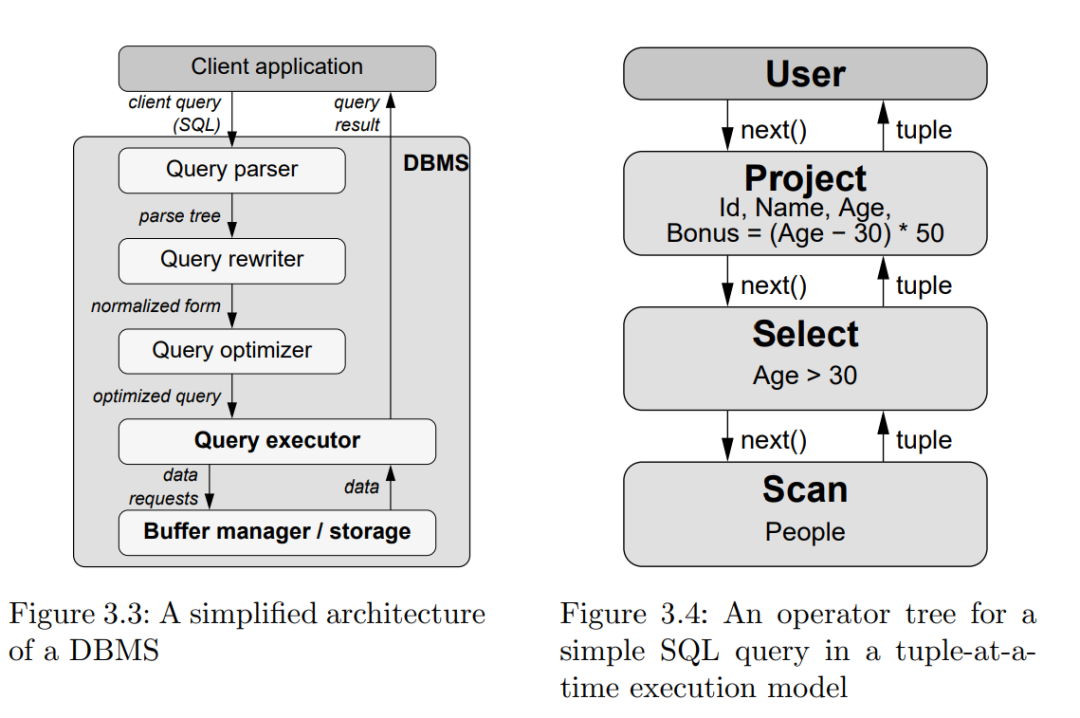 Client application
client query
(SQL)
query
result
DBMS
Query parser
parse tree
Query rewriter
normalized form
Query optimizer
optimized query
Query executor
data
requests
data
Buffer manager / storage
Figure 3.3: A simplified architecture
of a DBMS
User
next()
tuple
Project
Id, Name, Age,
Bonus = (Age − 30) * 50
next()
tuple
Select
Age > 30
next()
tuple
Scan
People
Figure 3.4: An operator tree for a
simple SQL query in a tuple-at-a-
time execution model